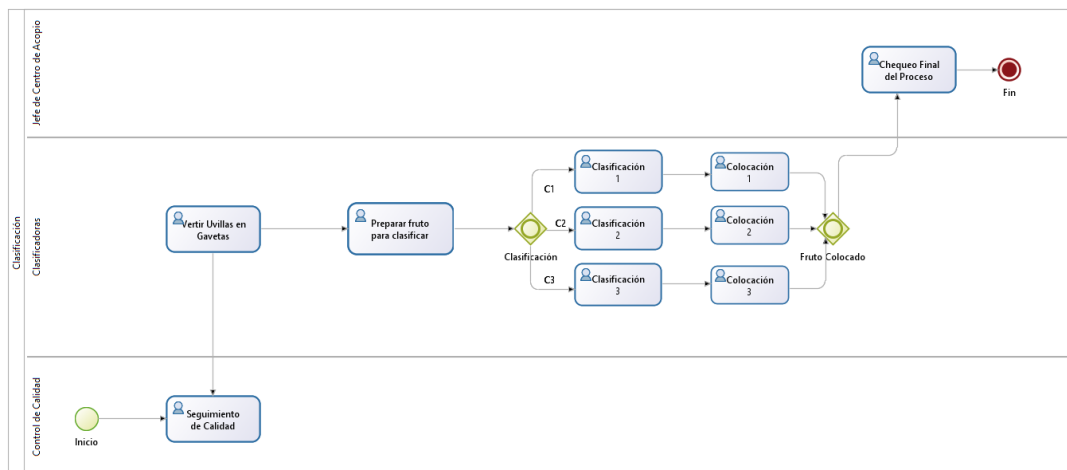 Clasificación
Jefe de Centro de Acopio
Chequeo Final
del Proceso
Fin
Clasificadoras
Vertir Uvillas en
Gavetas
Preparar fruto
para clasificar
Clasificación
C1
C2
C3
Clasificación
1
Colocación
1
Clasificación
2
Colocación
2
Clasificación
3
Colocación
3
Fruto Colocado
Control de Calidad
Inicio
Seguimiento
de Calidad